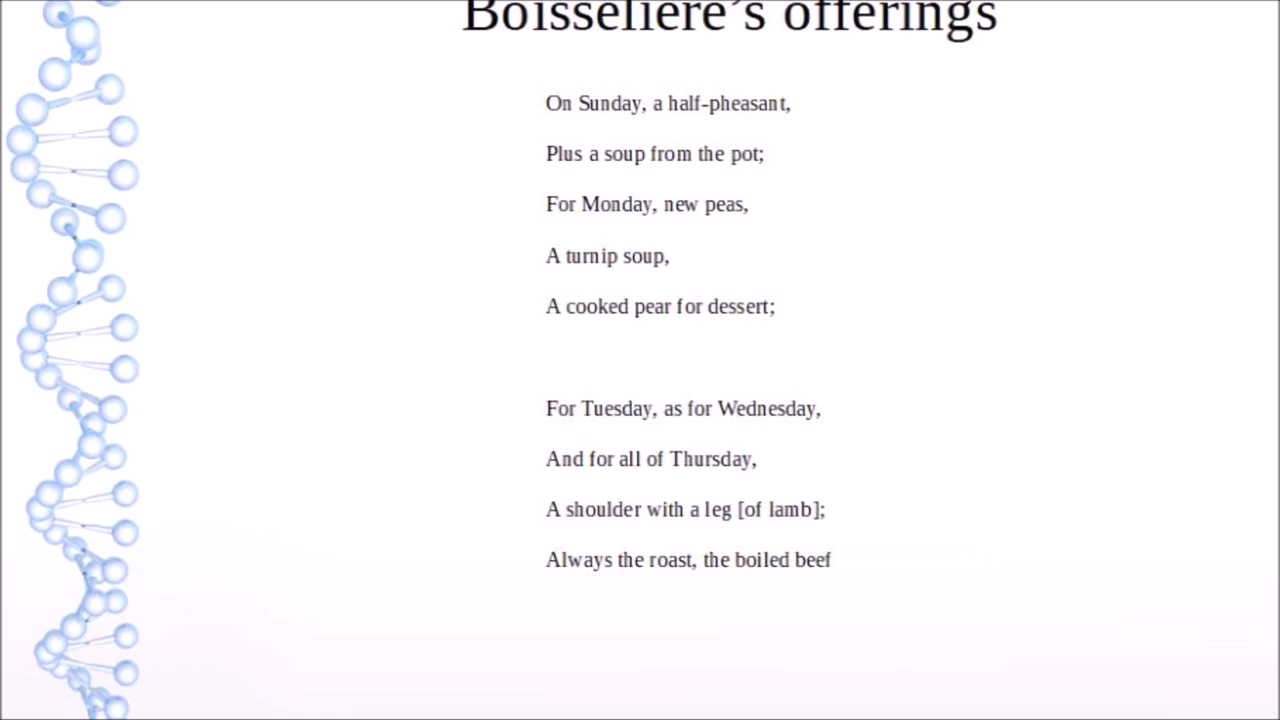 Boisselière’s offerings
On Sunday, a half-pheasant,
Plus a soup from the pot;
For Monday, new peas,
A turnip soup,
A cooked pear for dessert;
For Tuesday, as for Wednesday,
And for all of Thursday,
A shoulder with a leg [of lamb];
Always the roast, the boiled beef